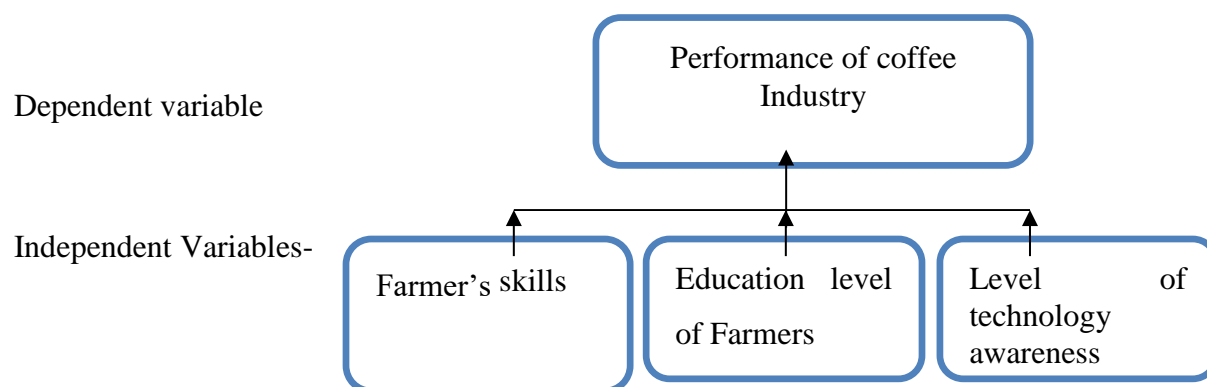 Performance of coffee
Industry
Dependent variable
Independent Variables-
Farmer's skills
Education level
of Farmers
Level of
technology
awareness